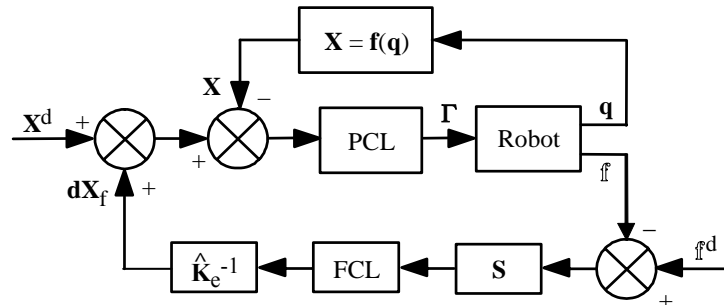 X = f(q)
X
−
X^d
+
+
PCL
Γ
Robot
q
𝕗
dX_f
+
−
K̂_e^-1
FCL
S
𝕗^d
+